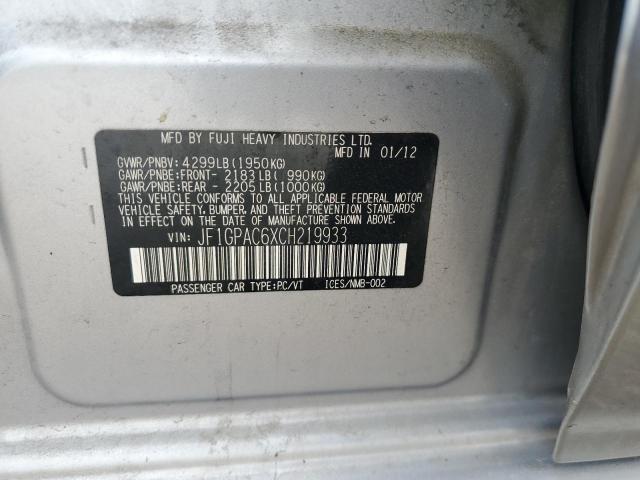 MFD BY FUJI HEAVY INDUSTRIES LTD.
MFD IN 01/12
GVWR/PNBV: 4299LB(1950KG)
GAWR/PNBE:FRONT- 2183LB( 990KG)
GAWR/PNBE:REAR - 2205LB(1000KG)
THIS VEHICLE CONFORMS TO ALL APPLICABLE FEDERAL MOTOR
VEHICLE SAFETY, BUMPER, AND THEFT PREVENTION STANDARDS
IN EFFECT ON THE DATE OF MANUFACTURE SHOWN ABOVE.
VIN: JF1GPAC6XCH219933
PASSENGER CAR TYPE:PC/VT ICES/NMB-002